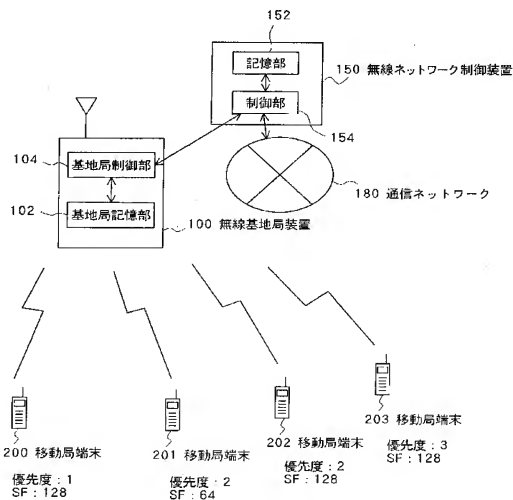 152
記憶部
150 無線ネットワーク制御装置
制御部
154
104
基地局制御部
180 通信ネットワーク
102
基地局記憶部
100 無線基地局装置
200 移動局端末
優先度：1
SF：128
201 移動局端末
優先度：2
SF：64
202 移動局端末
優先度：2
SF：128
203 移動局端末
優先度：3
SF：128